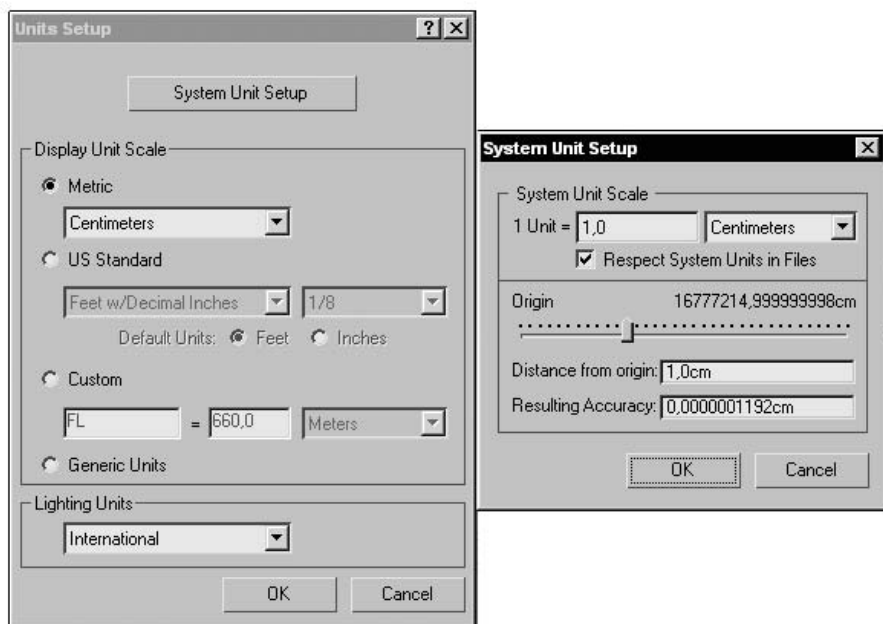 Units Setup
System Unit Setup
Display Unit Scale
Metric
Centimeters
US Standard
Feet w/Decimal Inches 1/8
Default Units: Feet Inches
Custom
FL = 660,0 Meters
Generic Units
Lighting Units
International
OK Cancel
System Unit Setup
System Unit Scale
1 Unit = 1,0 Centimeters
Respect System Units in Files
Origin 16777214,999999998cm
Distance from origin: 1,0cm
Resulting Accuracy: 0,0000001192cm
OK Cancel